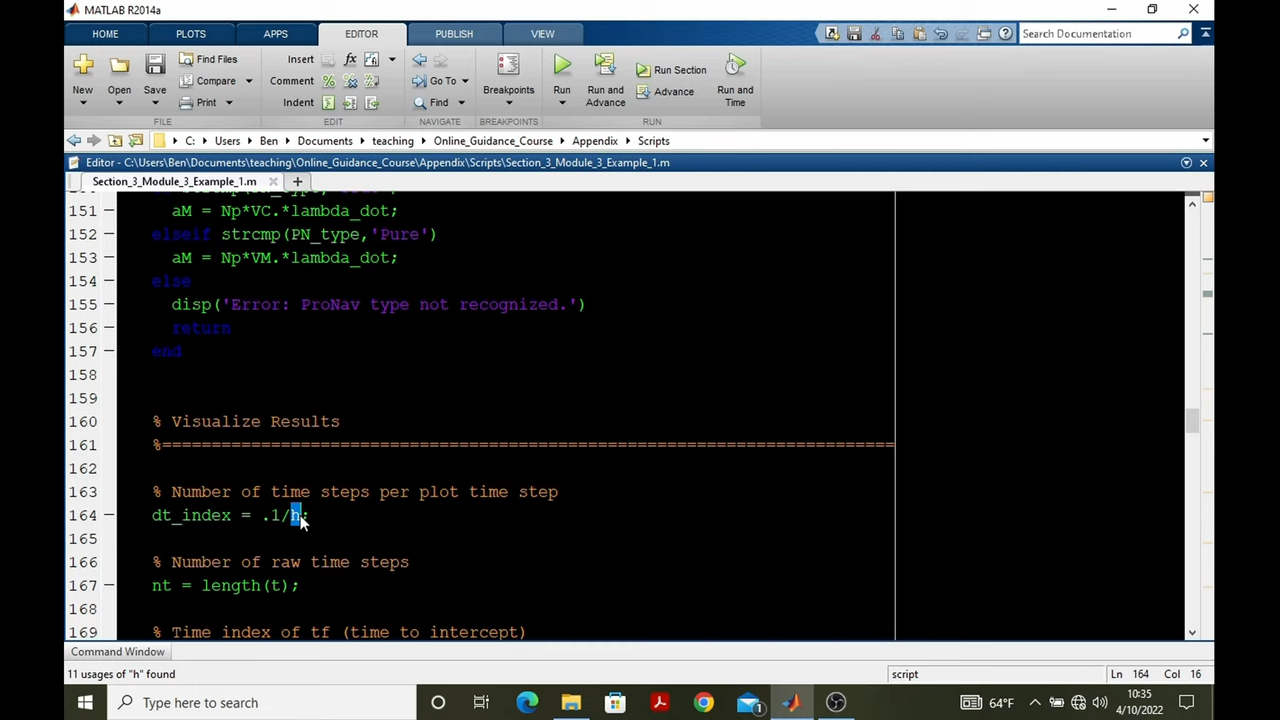 MATLAB R2014a
HOME PLOTS APPS EDITOR PUBLISH VIEW Search Documentation
New Open Save Find Files Compare Print
Insert Comment Indent
Go To Find
Breakpoints Run Run and Advance Run Section Advance Run and Time
FILE EDIT NAVIGATE BREAKPOINTS RUN
C: Users Ben Documents teaching Online_Guidance_Course Appendix Scripts
Editor - C:\Users\Ben\Documents\teaching\Online_Guidance_Course\Appendix\Scripts\Section_3_Module_3_Example_1.m
Section_3_Module_3_Example_1.m
151 aM = Np*VC.*lambda_dot;
152 elseif strcmp(PN_type,'Pure')
153 aM = Np*VM.*lambda_dot;
154 else
155 disp('Error: ProNav type not recognized.')
156 return
157 end
158
159
160 % Visualize Results
161 %==========================================================================
162
163 % Number of time steps per plot time step
164 dt_index = .1/h;
165
166 % Number of raw time steps
167 nt = length(t);
168
169 % Time index of tf (time to intercept)
Command Window
11 usages of "h" found script Ln 164 Col 16
Type here to search 64°F 10:35
4/10/2022